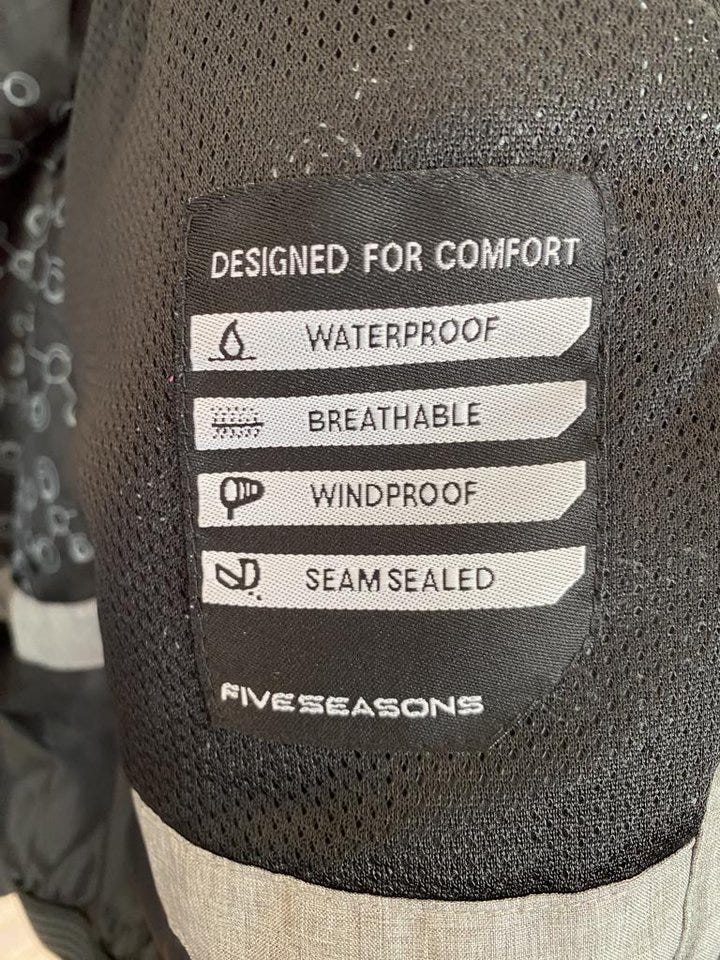 DESIGNED FOR COMFORT
WATERPROOF
BREATHABLE
WINDPROOF
SEAM SEALED
FIVESEASONS